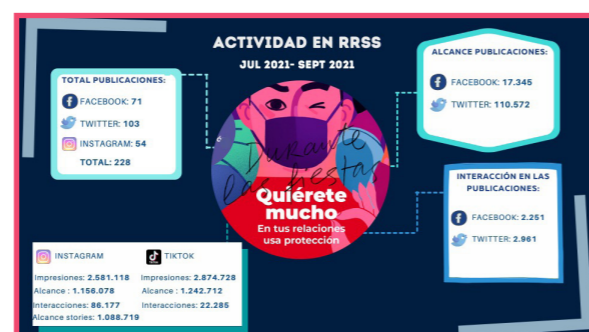 ACTIVIDAD EN RRSS
JUL 2021- SEPT 2021
TOTAL PUBLICACIONES:
FACEBOOK: 71
TWITTER: 103
INSTAGRAM: 54
TOTAL: 228
ALCANCE PUBLICACIONES:
FACEBOOK: 17.345
TWITTER: 110.572
Durante
las fiestas
Quiérete
mucho
En tus relaciones
usa protección
INTERACCIÓN EN LAS
PUBLICACIONES:
FACEBOOK: 2.251
TWITTER: 2.961
INSTAGRAM
Impresiones: 2.581.118
Alcance : 1.156.078
Interacciones: 86.177
Alcance stories: 1.088.719
TIKTOK
Impresiones: 2.874.728
Alcance : 1.242.712
Interacciones: 22.285